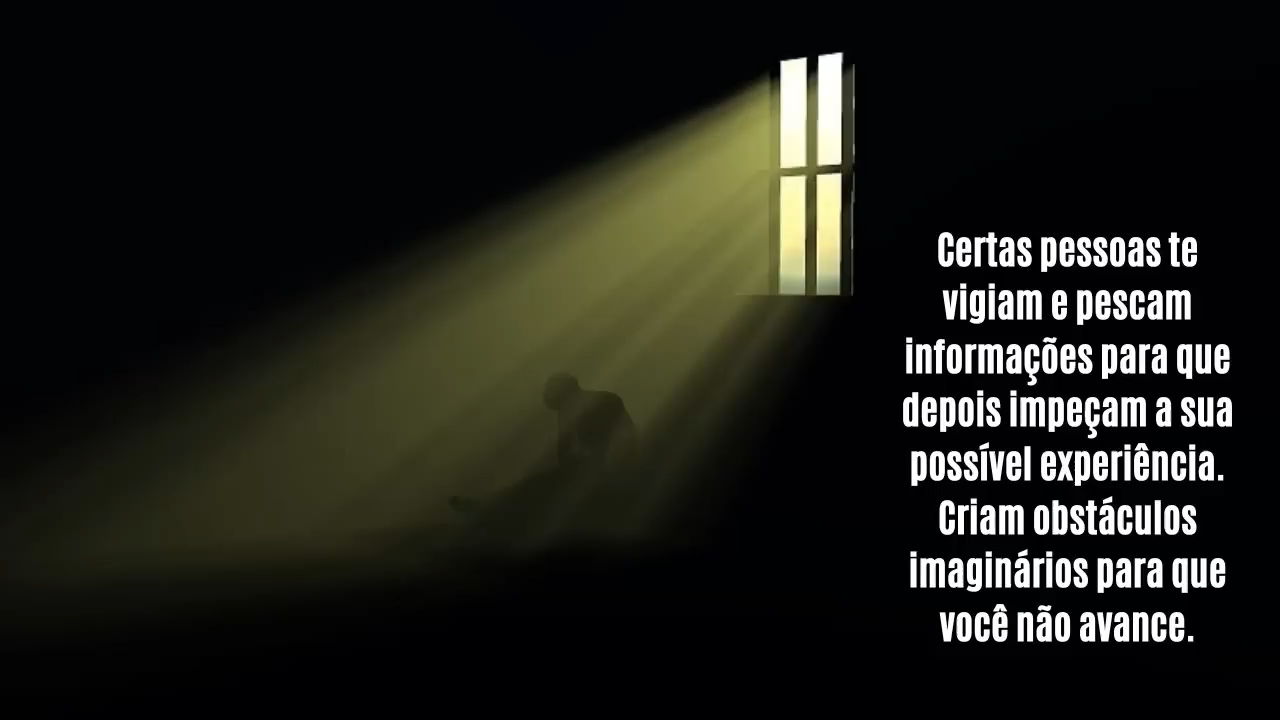 Certas pessoas te
vigiam e pescam
informações para que
depois impeçam a sua
possível experiência.
Criam obstáculos
imaginários para que
você não avance.